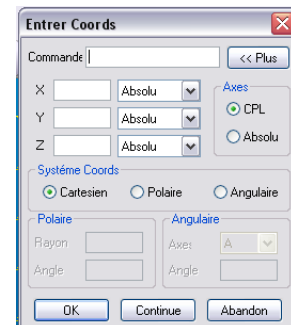 Entrer Coords
Commande
<< Plus
X Absolu
Y Absolu
Z Absolu
Axes
CPL
Absolu
Systéme Coords
Cartesien Polaire Angulaire
Polaire
Rayon
Angle
Angulaire
Axes A
Angle
OK Continue Abandon